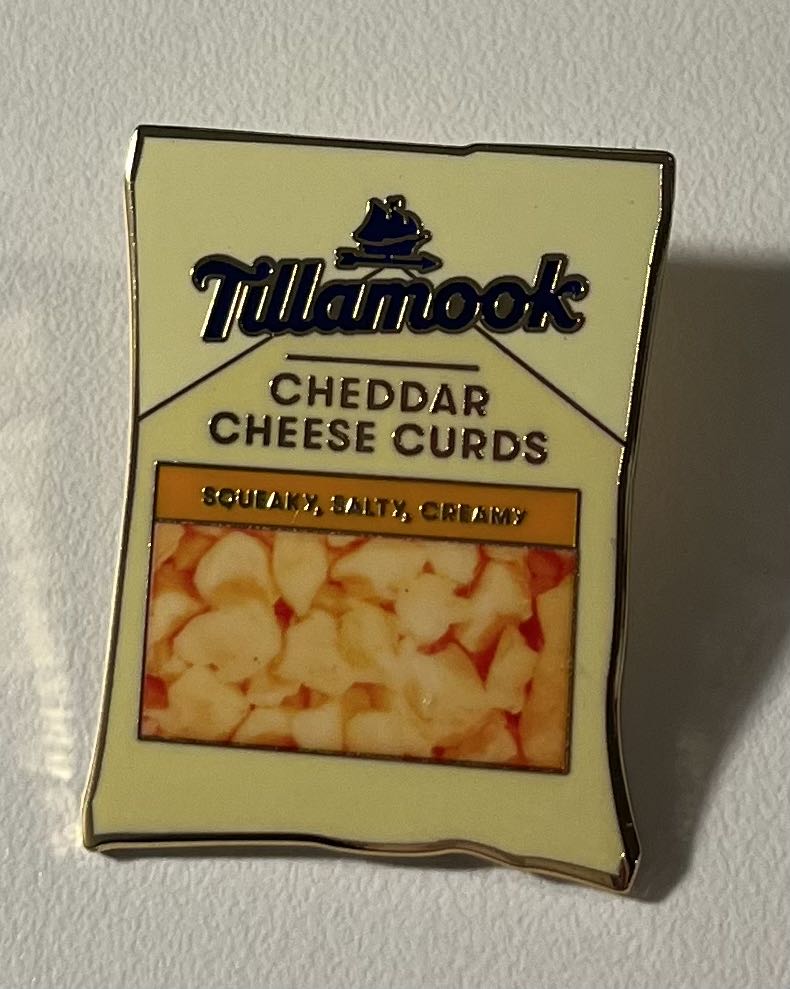 Tillamook
CHEDDAR
CHEESE CURDS
SQUEAKY, SALTY, CREAMY